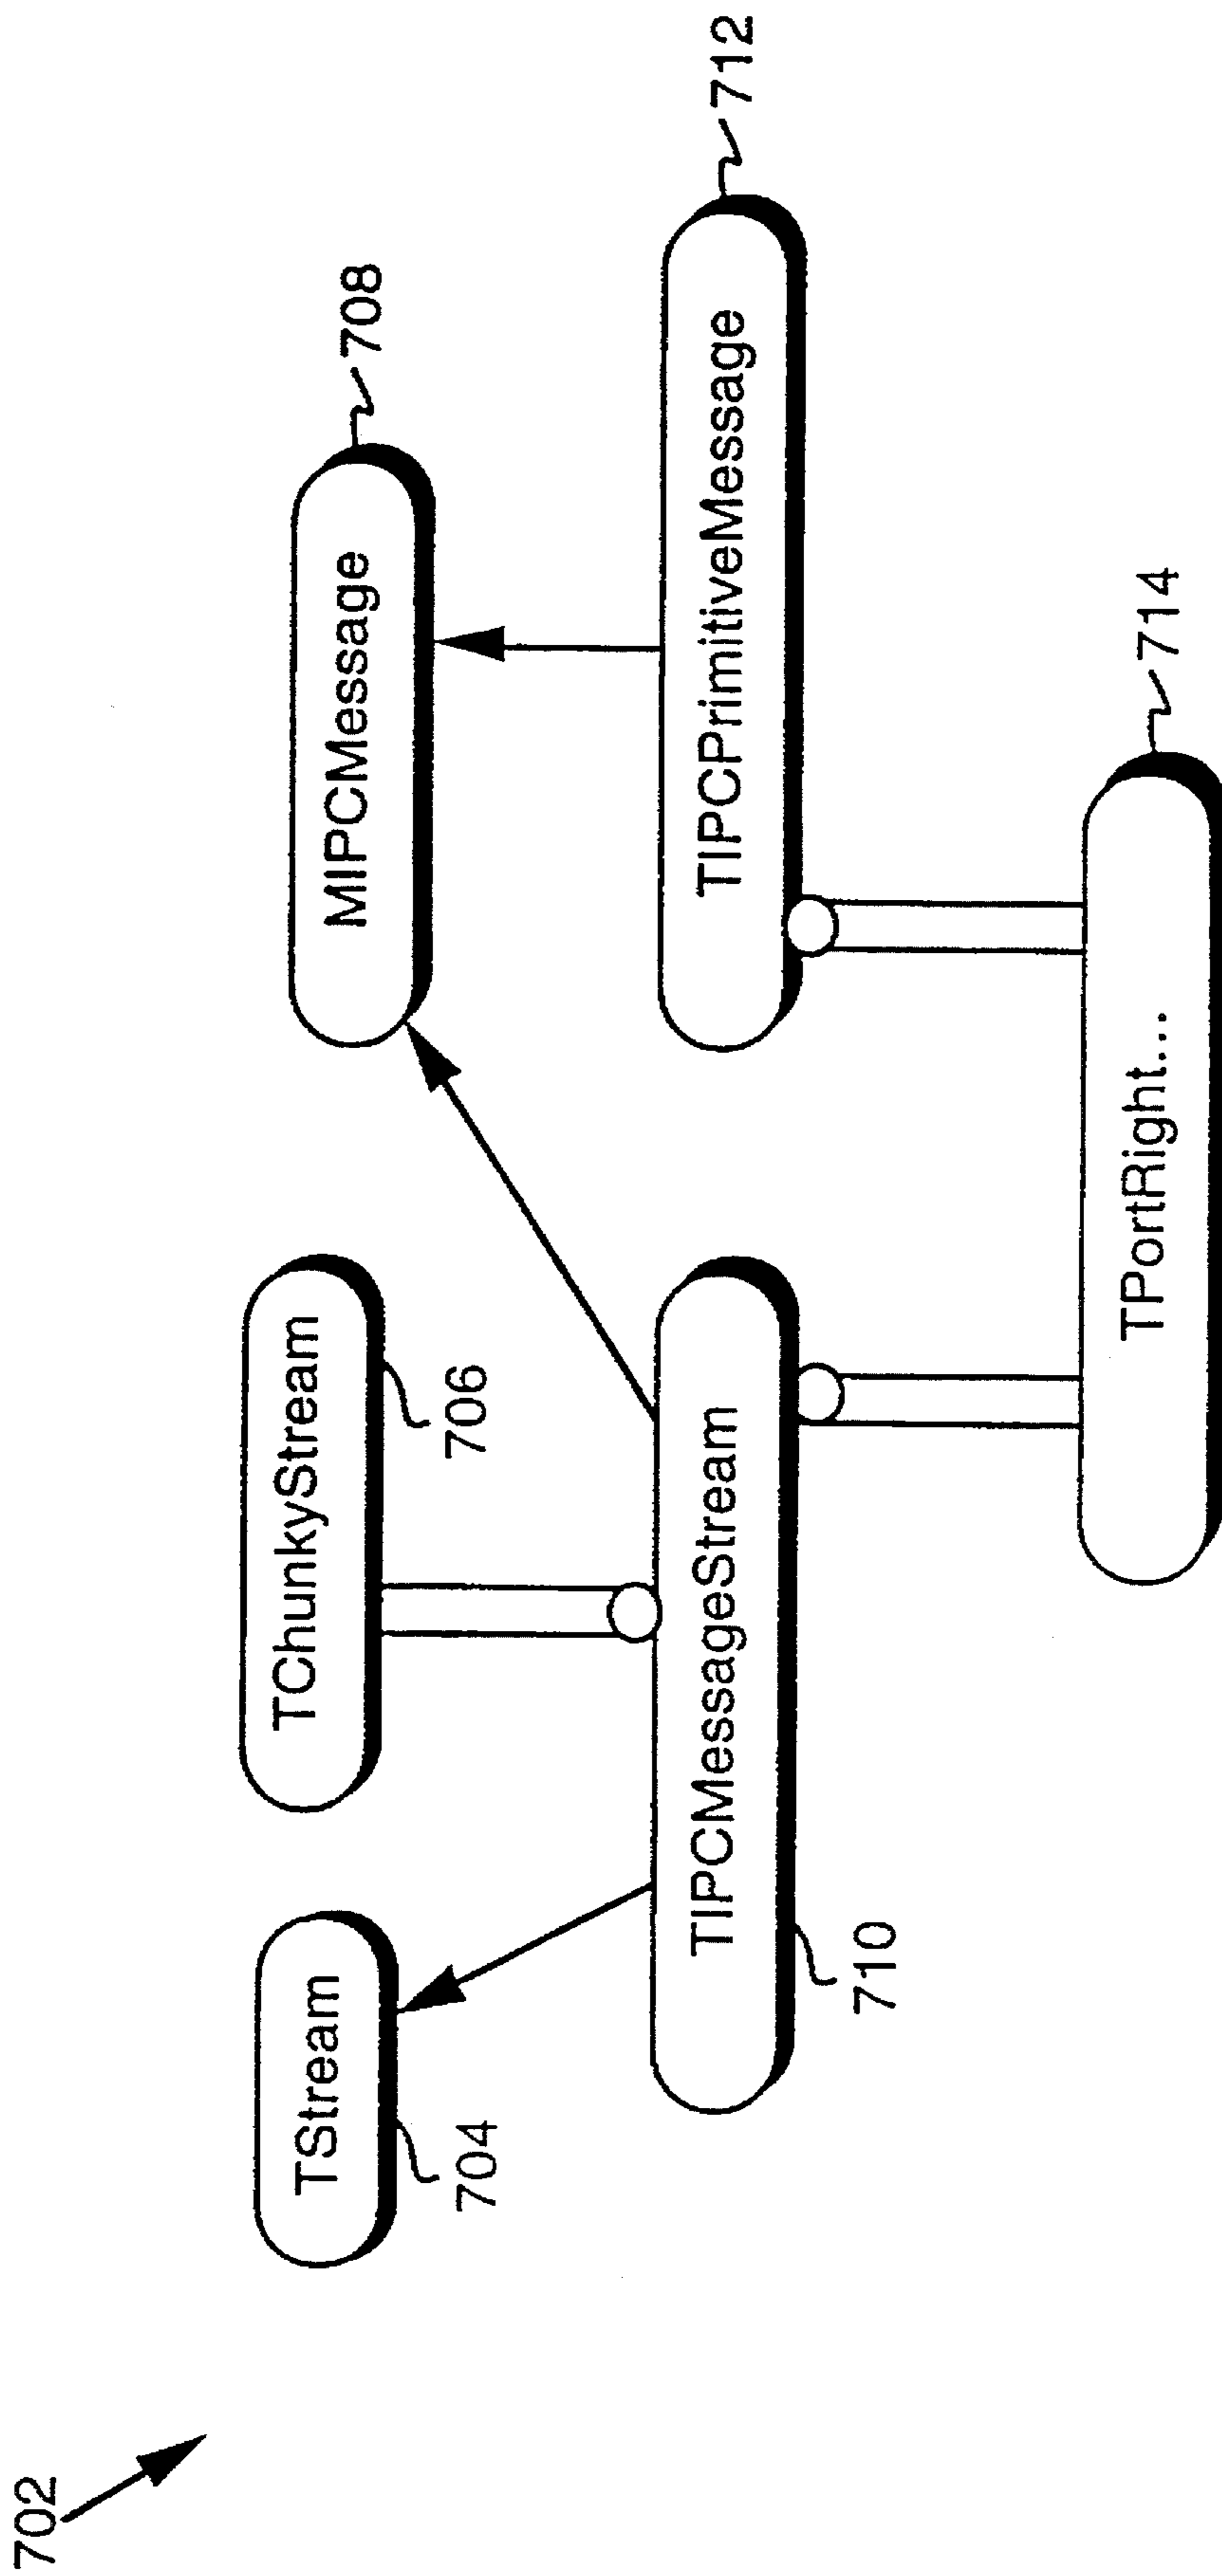 702
TStream
704
TChunkyStream
706
MIPCMessage
708
TIPCMessageStream
710
TIPCPrimitiveMessage
712
TPortRight...
714